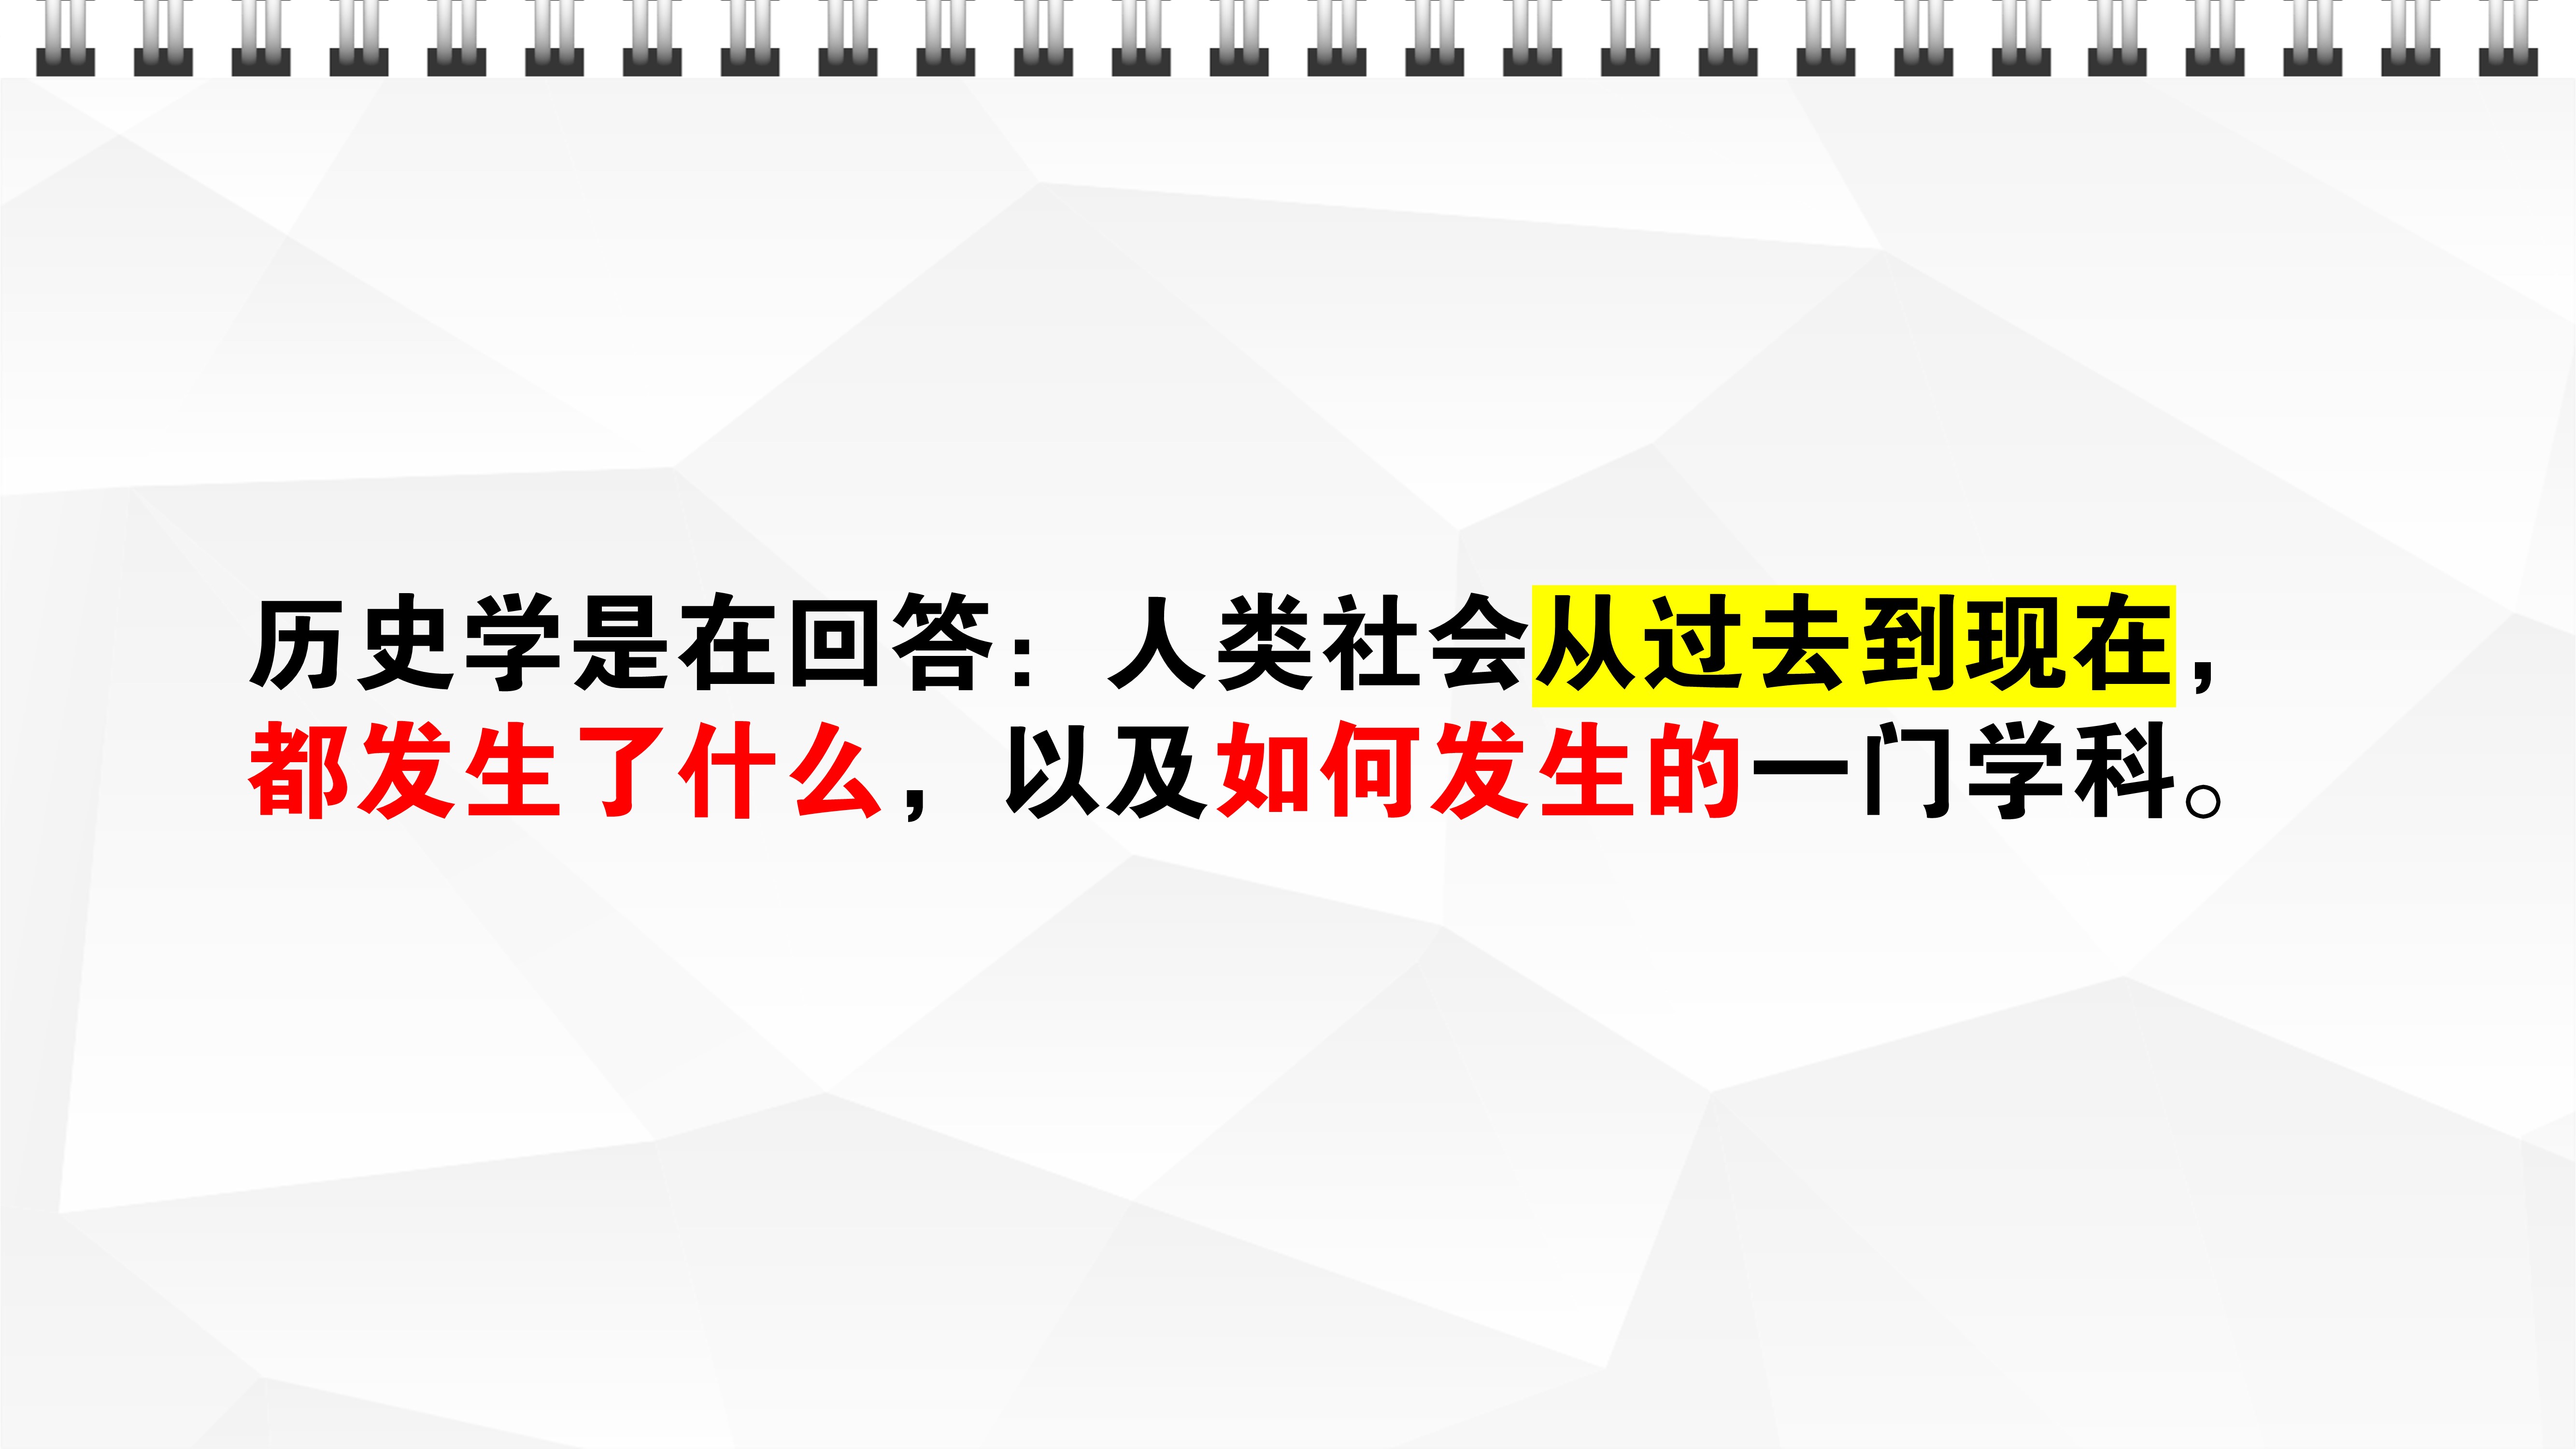 历史学是在回答：人类社会从过去到现在，
都发生了什么，以及如何发生的一门学科。